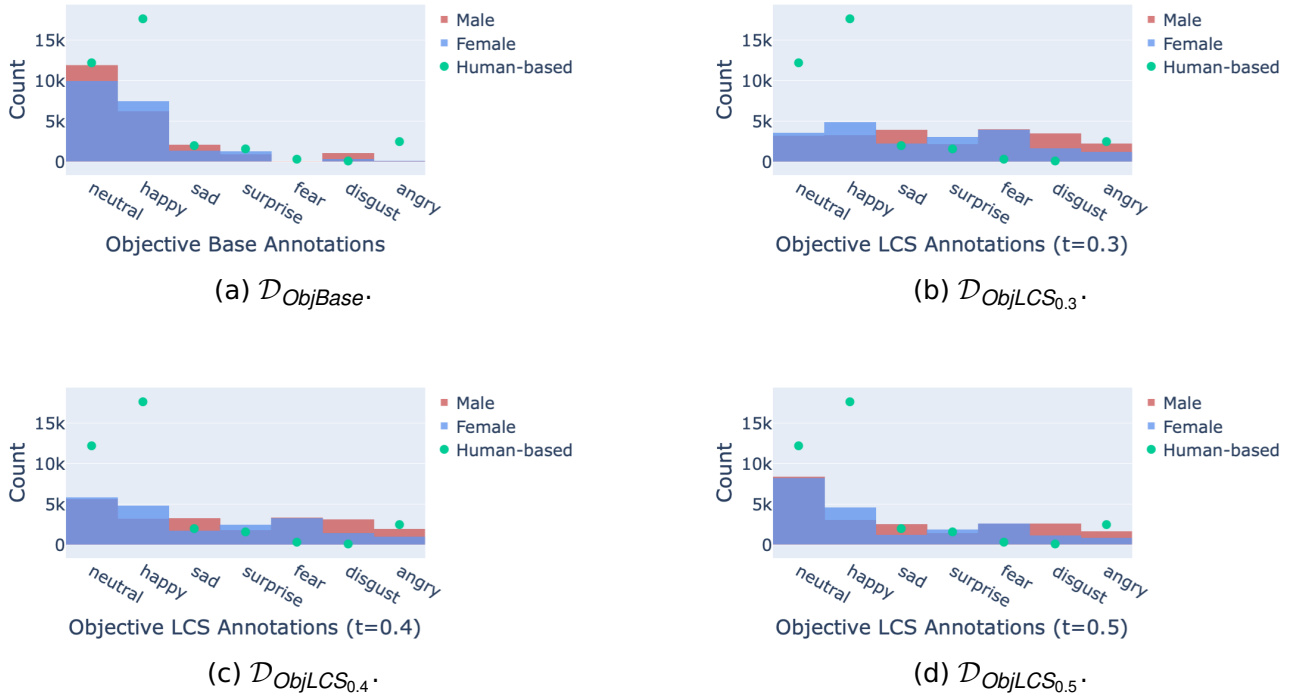 Count
15k
10k
5k
0
neutral
happy
sad
surprise
fear
disgust
angry
Male
Female
Human-based
Objective Base Annotations
(a) 𝒟ObjBase.
Count
15k
10k
5k
0
neutral
happy
sad
surprise
fear
disgust
angry
Male
Female
Human-based
Objective LCS Annotations (t=0.3)
(b) 𝒟ObjLCS0.3.
Count
15k
10k
5k
0
neutral
happy
sad
surprise
fear
disgust
angry
Male
Female
Human-based
Objective LCS Annotations (t=0.4)
(c) 𝒟ObjLCS0.4.
Count
15k
10k
5k
0
neutral
happy
sad
surprise
fear
disgust
angry
Male
Female
Human-based
Objective LCS Annotations (t=0.5)
(d) 𝒟ObjLCS0.5.